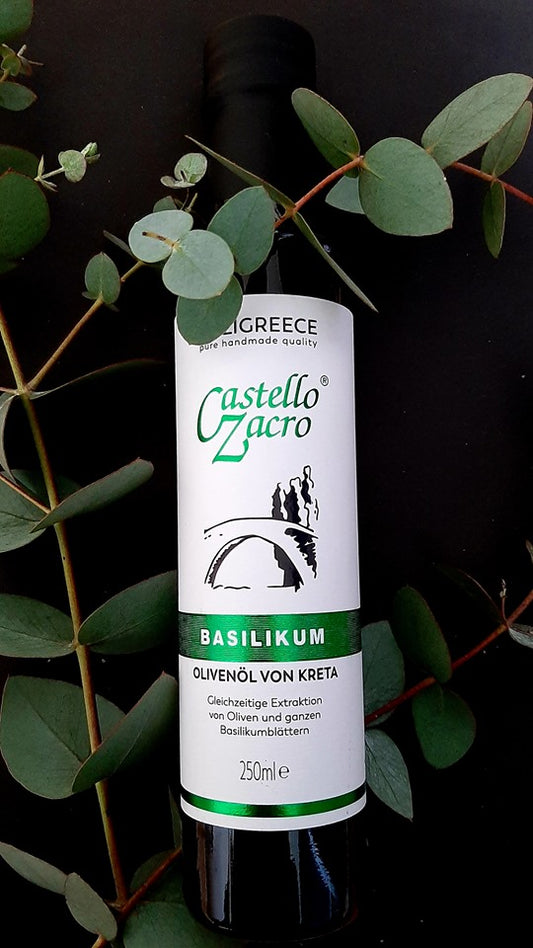 pure handmade quality
Castello®
Zacro
BASILIKUM
OLIVENÖL VON KRETA
Gleichzeitige Extraktion
von Oliven und ganzen
Basilikumblättern
250ml ℮